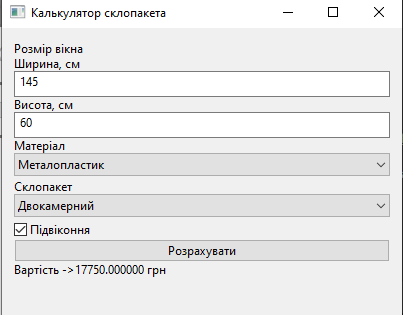 Калькулятор склопакета
Розмір вікна
Ширина, см
145
Висота, см
60
Матеріал
Металопластик
Склопакет
Двокамерний
Підвіконня
Розрахувати
Вартість ->17750.000000 грн